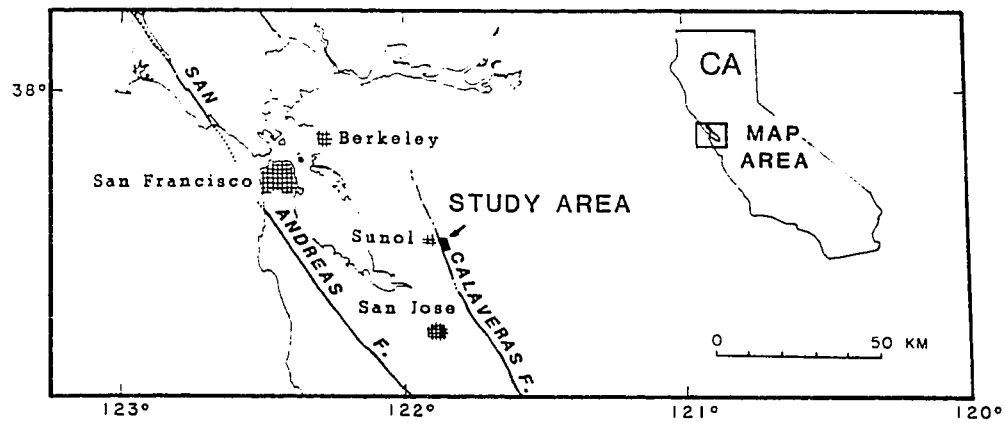 38°
SAN
ANDREAS
F.
Berkeley
San Francisco
STUDY AREA
Sunol
CALAVERAS F.
San Jose
CA
MAP
AREA
0 50 KM
123° 122° 121° 120°